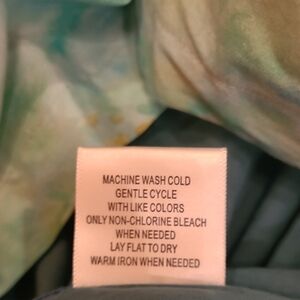 MACHINE WASH COLD
GENTLE CYCLE
WITH LIKE COLORS
ONLY NON-CHLORINE BLEACH
WHEN NEEDED
LAY FLAT TO DRY
WARM IRON WHEN NEEDED